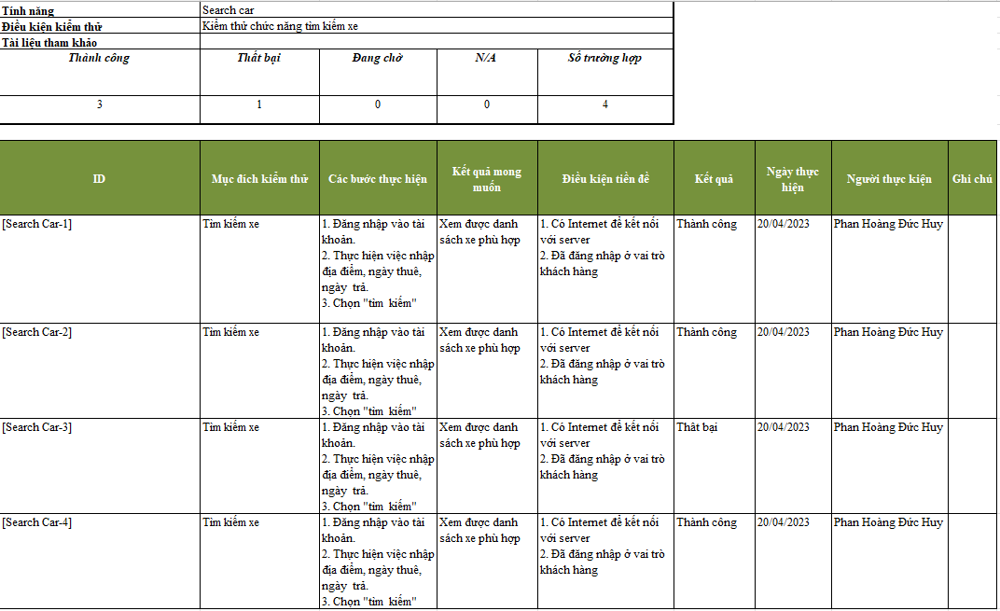 Tính năng Search car
Điều kiện kiểm thử Kiểm thử chức năng tìm kiếm xe
Tài liệu tham khảo
Thành công Thất bại Đang chờ N/A Số trường hợp
3 1 0 0 4
ID
Mục đích kiểm thử
Các bước thực hiện
Kết quả mong
muốn
Điều kiện tiền đề
Kết quả
Ngày thực
hiện
Người thực kiện
Ghi chú
[Search Car-1]
Tìm kiếm xe
1. Đăng nhập vào tài
khoản.
2. Thực hiện việc nhập
địa điểm, ngày thuê,
ngày trả.
3. Chọn "tìm kiếm"
Xem được danh
sách xe phù hợp
1. Có Internet để kết nối
với server
2. Đã đăng nhập ở vai trò
khách hàng
Thành công
20/04/2023
Phan Hoàng Đức Huy
[Search Car-2]
Tìm kiếm xe
1. Đăng nhập vào tài
khoản.
2. Thực hiện việc nhập
địa điểm, ngày thuê,
ngày trả.
3. Chọn "tìm kiếm"
Xem được danh
sách xe phù hợp
1. Có Internet để kết nối
với server
2. Đã đăng nhập ở vai trò
khách hàng
Thành công
20/04/2023
Phan Hoàng Đức Huy
[Search Car-3]
Tìm kiếm xe
1. Đăng nhập vào tài
khoản.
2. Thực hiện việc nhập
địa điểm, ngày thuê,
ngày trả.
3. Chọn "tìm kiếm"
Xem được danh
sách xe phù hợp
1. Có Internet để kết nối
với server
2. Đã đăng nhập ở vai trò
khách hàng
Thât bại
20/04/2023
Phan Hoàng Đức Huy
[Search Car-4]
Tìm kiếm xe
1. Đăng nhập vào tài
khoản.
2. Thực hiện việc nhập
địa điểm, ngày thuê,
ngày trả.
3. Chọn "tìm kiếm"
Xem được danh
sách xe phù hợp
1. Có Internet để kết nối
với server
2. Đã đăng nhập ở vai trò
khách hàng
Thành công
20/04/2023
Phan Hoàng Đức Huy